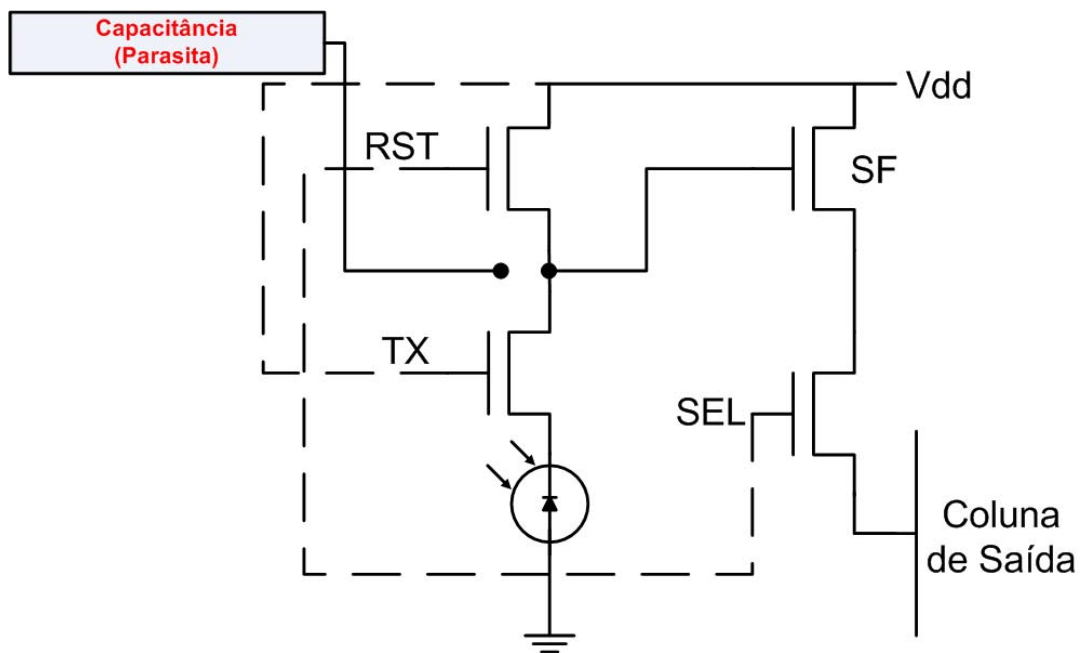 Capacitância
(Parasita)
Vdd
RST
SF
TX
SEL
Coluna
de Saída